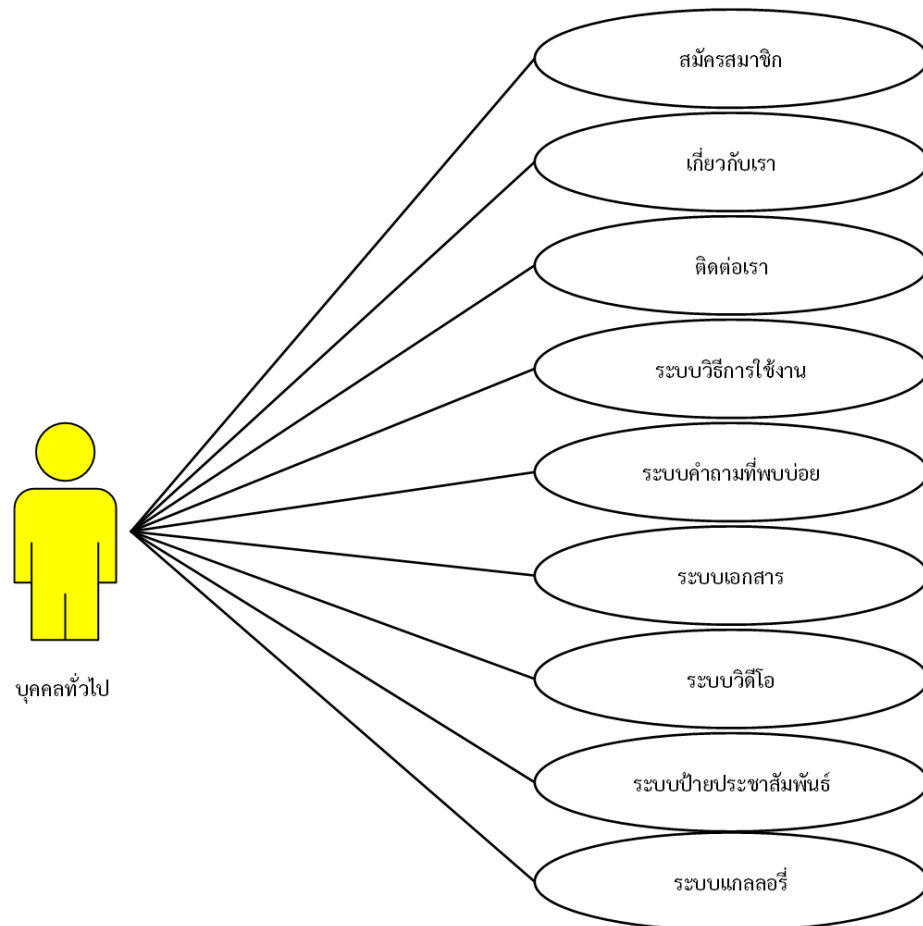 สมัครสมาชิก
เกี่ยวกับเรา
ติดต่อเรา
ระบบวิธีการใช้งาน
ระบบคำถามที่พบบ่อย
ระบบเอกสาร
ระบบวิดีโอ
ระบบป้ายประชาสัมพันธ์
ระบบแกลลอรี่
บุคคลทั่วไป